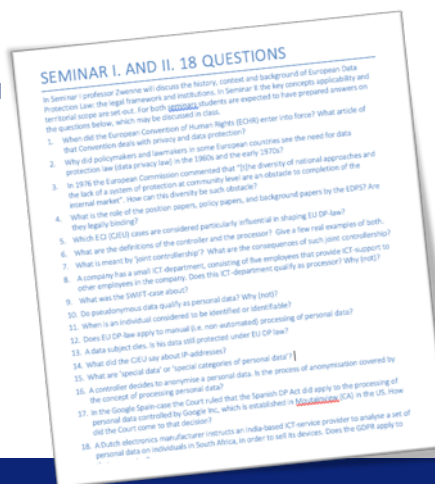 SEMINAR I. AND II. 18 QUESTIONS
In Seminar I professor Zwenne will discuss the history, context and background of European Data
Protection Law: the legal framework and institutions. In Seminar II the key concepts applicability and
territorial scope are set-out. For both seminars students are expected to have prepared answers on
the questions below, which may be discussed in class.
1. When did the European Convention of Human Rights (ECHR) enter into force? What article of
that Convention deals with privacy and data protection?
2. Why did policymakers and lawmakers in some European countries see the need for data
protection law (data privacy law) in the 1960s and the early 1970s?
3. In 1976 the European Commission commented that "[t]he diversity of national approaches and
the lack of a system of protection at community level are an obstacle to completion of the
internal market". How can this diversity be such obstacle?
4. What is the role of the position papers, policy papers, and background papers by the EDPS? Are
they legally binding?
5. Which ECJ (CJEU) cases are considered particularly influential in shaping EU DP-law?
6. What are the definitions of the controller and the processor? Give a few real examples of both.
7. What is meant by 'joint controllership'? What are the consequences of such joint controllership?
8. A company has a small ICT-department, consisting of five employees that provide ICT-support to
other employees in the company. Does this ICT-department qualify as processor? Why (not)?
9. What was the SWIFT-case about?
10. Do pseudonymous data qualify as personal data? Why (not)?
11. When is an individual considered to be identified or identifiable?
12. Does EU DP-law apply to manual (i.e. non-automated) processing of personal data?
13. A data subject dies. Is his data still protected under EU DP law?
14. What did the CJEU say about IP-addresses?
15. What are 'special data' or 'special categories of personal data'?
16. A controller decides to anonymise a personal data. Is the process of anonymisation covered by
the concept of processing personal data?
17. In the Google Spain-case the Court ruled that the Spanish DP Act did apply to the processing of
personal data controlled by Google Inc, which is established in Moutainview (CA) in the US. How
did the Court come to that decision?
18. A Dutch electronics manufacturer instructs an India-based ICT-service provider to analyse a set of
personal data on individuals in South Africa, in order to sell its devices. Does the GDPR apply to